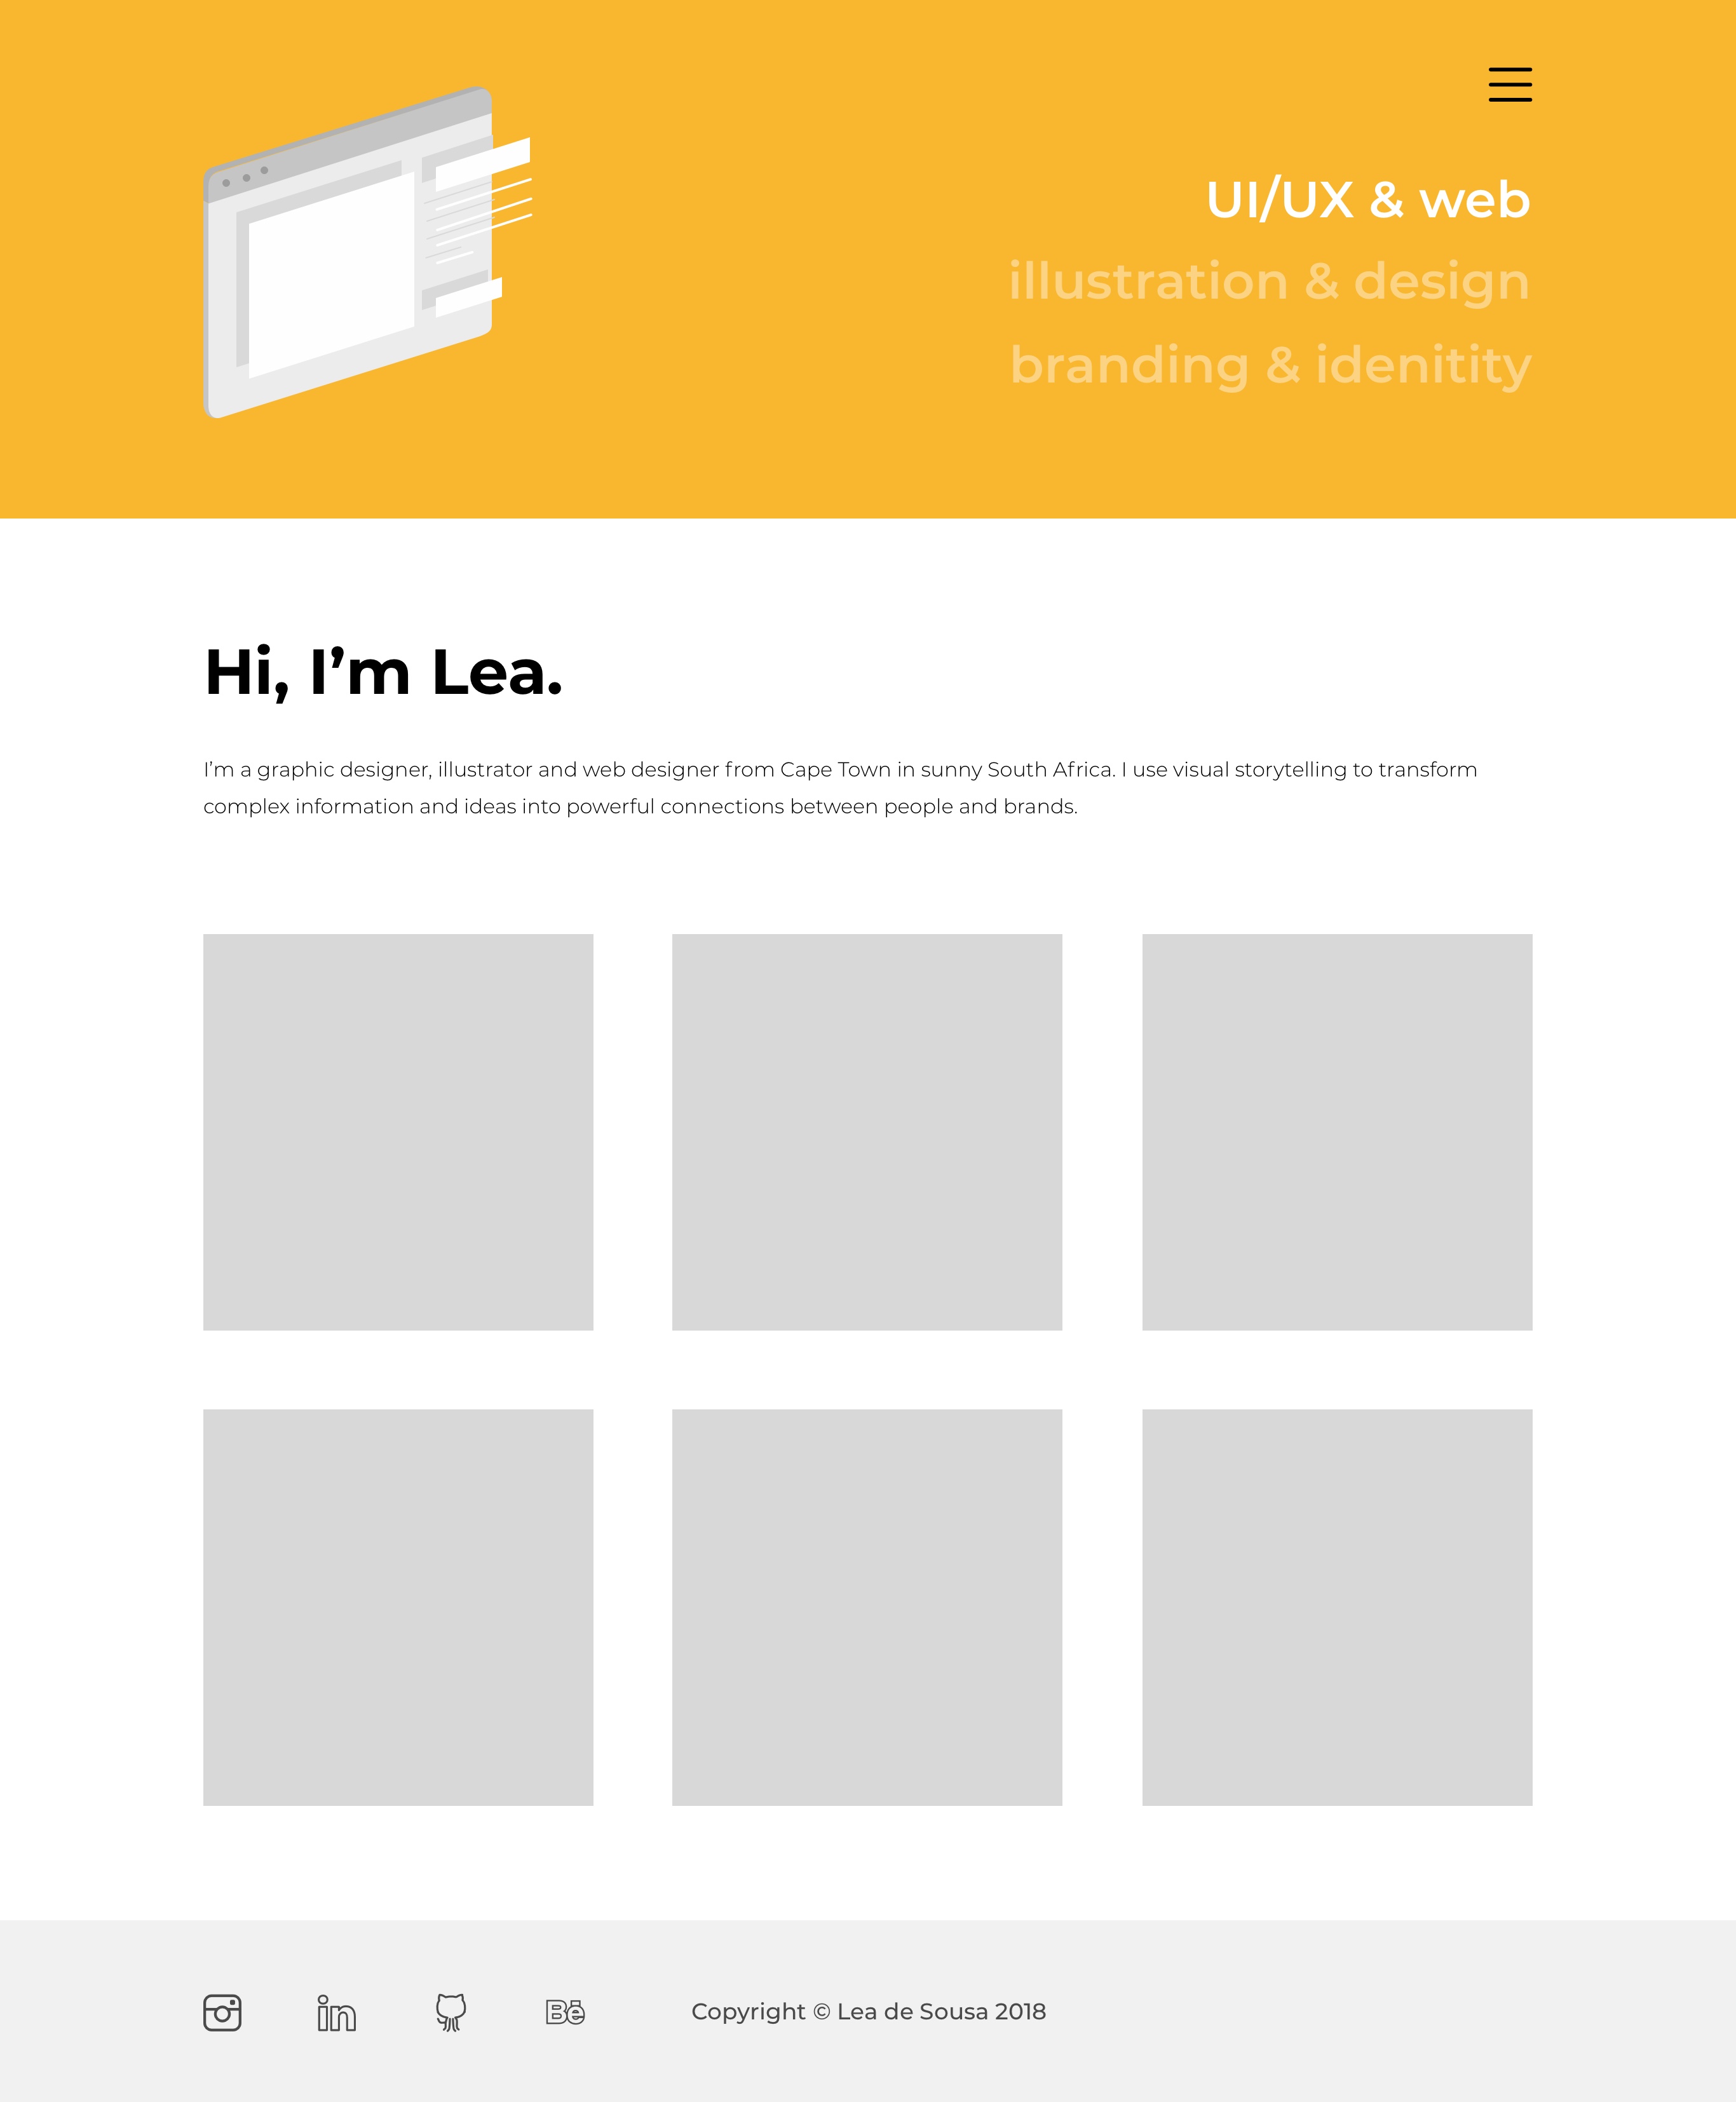 UI/UX & web
illustration & design
branding & idenitity
Hi, I’m Lea.
I’m a graphic designer, illustrator and web designer from Cape Town in sunny South Africa. I use visual storytelling to transform
complex information and ideas into powerful connections between people and brands.
in Bē Copyright © Lea de Sousa 2018